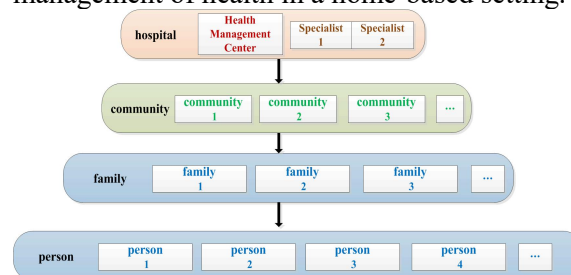 management of health in a home-based setting.
hospital
Health
Management
Center
Specialist
1
Specialist
2
community
community
1
community
2
community
3
...
family
family
1
family
2
family
3
...
person
person
1
person
2
person
3
person
4
...